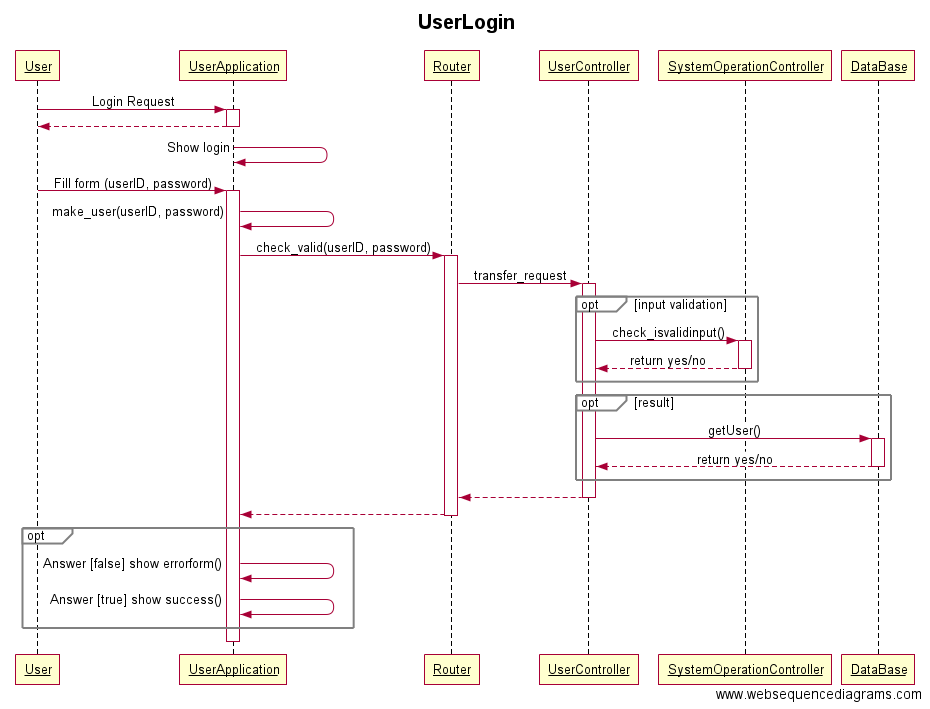 UserLogin
User
UserApplication
Router
UserController
SystemOperationController
DataBase
Login Request
Show login
Fill form (userID, password)
make_user(userID, password)
check_valid(userID, password)
transfer_request
opt [input validation]
check_isvalidinput()
return yes/no
opt [result]
getUser()
return yes/no
opt
Answer [false] show errorform()
Answer [true] show success()
User
UserApplication
Router
UserController
SystemOperationController
DataBase
www.websequencediagrams.com